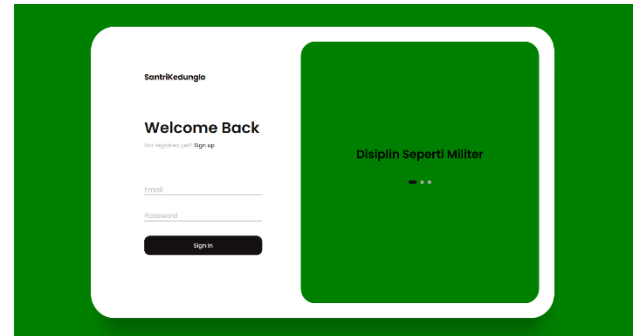 SantriKedunglo
Welcome Back
Not registred yet? Sign up
Email
Password
Sign In
Disiplin Seperti Militer